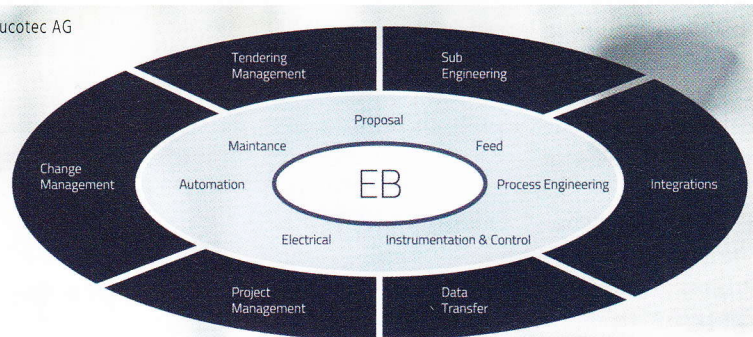 ucotec AG
Tendering
Management
Sub
Engineering
Proposal
Maintance
Feed
Change
Management
Automation
EB
Process Engineering
Integrations
Electrical
Instrumentation & Control
Project
Management
Data
Transfer